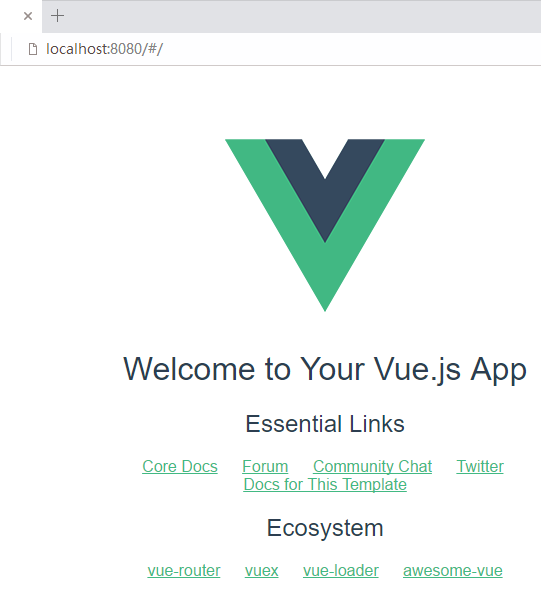 localhost:8080/#/
Welcome to Your Vue.js App
Essential Links
Core Docs Forum Community Chat Twitter
Docs for This Template
Ecosystem
vue-router vuex vue-loader awesome-vue